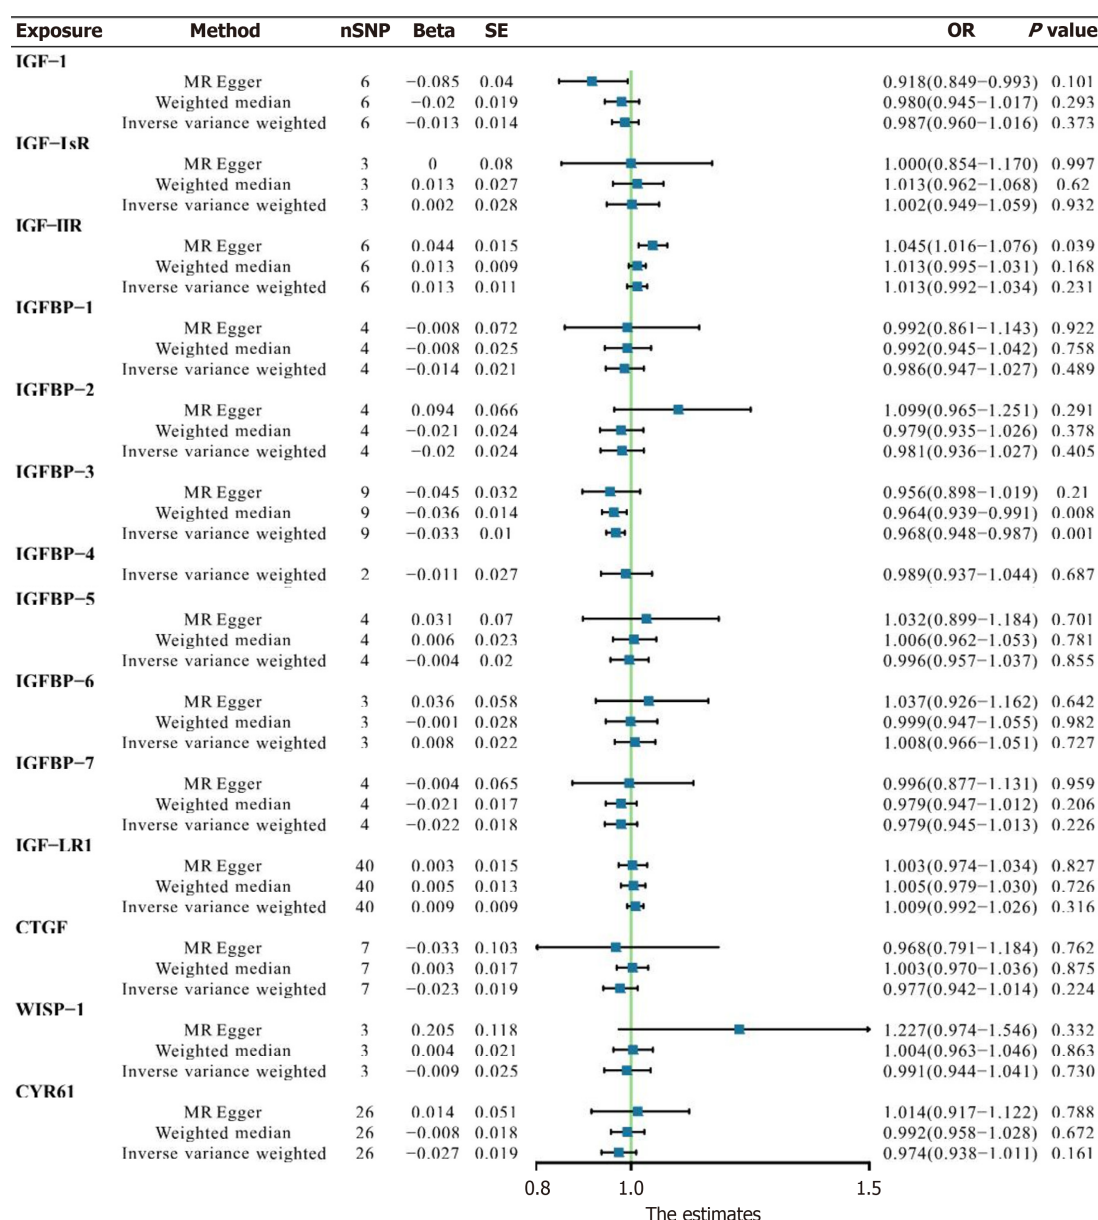 Exposure Method nSNP Beta SE OR P value
IGF−1
MR Egger 6 −0.085 0.04 0.918(0.849−0.993) 0.101
Weighted median 6 −0.02 0.019 0.980(0.945−1.017) 0.293
Inverse variance weighted 6 −0.013 0.014 0.987(0.960−1.016) 0.373
IGF−IsR
MR Egger 3 0 0.08 1.000(0.854−1.170) 0.997
Weighted median 3 0.013 0.027 1.013(0.962−1.068) 0.62
Inverse variance weighted 3 0.002 0.028 1.002(0.949−1.059) 0.932
IGF−IIR
MR Egger 6 0.044 0.015 1.045(1.016−1.076) 0.039
Weighted median 6 0.013 0.009 1.013(0.995−1.031) 0.168
Inverse variance weighted 6 0.013 0.011 1.013(0.992−1.034) 0.231
IGFBP−1
MR Egger 4 −0.008 0.072 0.992(0.861−1.143) 0.922
Weighted median 4 −0.008 0.025 0.992(0.945−1.042) 0.758
Inverse variance weighted 4 −0.014 0.021 0.986(0.947−1.027) 0.489
IGFBP−2
MR Egger 4 0.094 0.066 1.099(0.965−1.251) 0.291
Weighted median 4 −0.021 0.024 0.979(0.935−1.026) 0.378
Inverse variance weighted 4 −0.02 0.024 0.981(0.936−1.027) 0.405
IGFBP−3
MR Egger 9 −0.045 0.032 0.956(0.898−1.019) 0.21
Weighted median 9 −0.036 0.014 0.964(0.939−0.991) 0.008
Inverse variance weighted 9 −0.033 0.01 0.968(0.948−0.987) 0.001
IGFBP−4
Inverse variance weighted 2 −0.011 0.027 0.989(0.937−1.044) 0.687
IGFBP−5
MR Egger 4 0.031 0.07 1.032(0.899−1.184) 0.701
Weighted median 4 0.006 0.023 1.006(0.962−1.053) 0.781
Inverse variance weighted 4 −0.004 0.02 0.996(0.957−1.037) 0.855
IGFBP−6
MR Egger 3 0.036 0.058 1.037(0.926−1.162) 0.642
Weighted median 3 −0.001 0.028 0.999(0.947−1.055) 0.982
Inverse variance weighted 3 0.008 0.022 1.008(0.966−1.051) 0.727
IGFBP−7
MR Egger 4 −0.004 0.065 0.996(0.877−1.131) 0.959
Weighted median 4 −0.021 0.017 0.979(0.947−1.012) 0.206
Inverse variance weighted 4 −0.022 0.018 0.979(0.945−1.013) 0.226
IGF−LR1
MR Egger 40 0.003 0.015 1.003(0.974−1.034) 0.827
Weighted median 40 0.005 0.013 1.005(0.979−1.030) 0.726
Inverse variance weighted 40 0.009 0.009 1.009(0.992−1.026) 0.316
CTGF
MR Egger 7 −0.033 0.103 0.968(0.791−1.184) 0.762
Weighted median 7 0.003 0.017 1.003(0.970−1.036) 0.875
Inverse variance weighted 7 −0.023 0.019 0.977(0.942−1.014) 0.224
WISP−1
MR Egger 3 0.205 0.118 1.227(0.974−1.546) 0.332
Weighted median 3 0.004 0.021 1.004(0.963−1.046) 0.863
Inverse variance weighted 3 −0.009 0.025 0.991(0.944−1.041) 0.730
CYR61
MR Egger 26 0.014 0.051 1.014(0.917−1.122) 0.788
Weighted median 26 −0.008 0.018 0.992(0.958−1.028) 0.672
Inverse variance weighted 26 −0.027 0.019 0.974(0.938−1.011) 0.161
0.8 1.0 1.5
The estimates